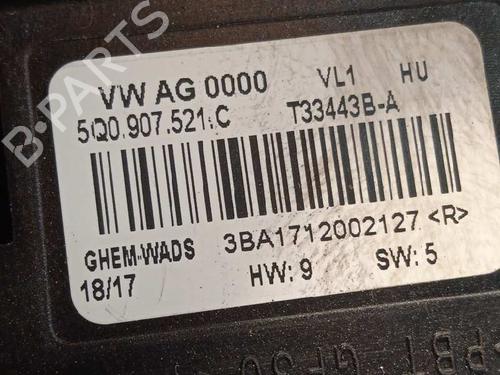 VW AG 0000 VL1 HU
5Q0.907.521.C T33443B-A
GHEM-WADS 3BA1712002127 <R>
18/17 HW: 9 SW: 5
B-PARTS